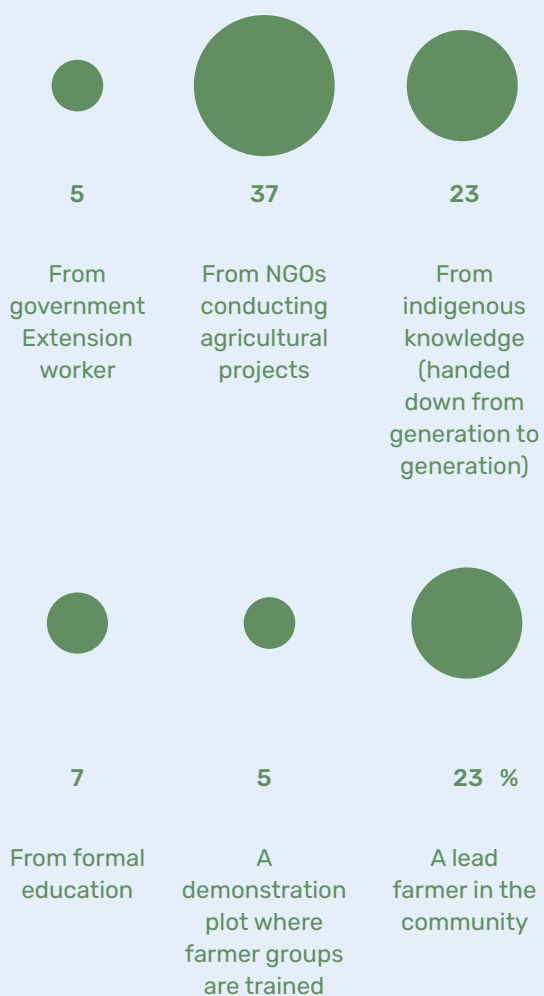 5
37
23
From
government
Extension
worker
From NGOs
conducting
agricultural
projects
From
indigenous
knowledge
(handed
down from
generation to
generation)
7
5
23 %
From formal
education
A
demonstration
plot where
farmer groups
are trained
A lead
farmer in the
community